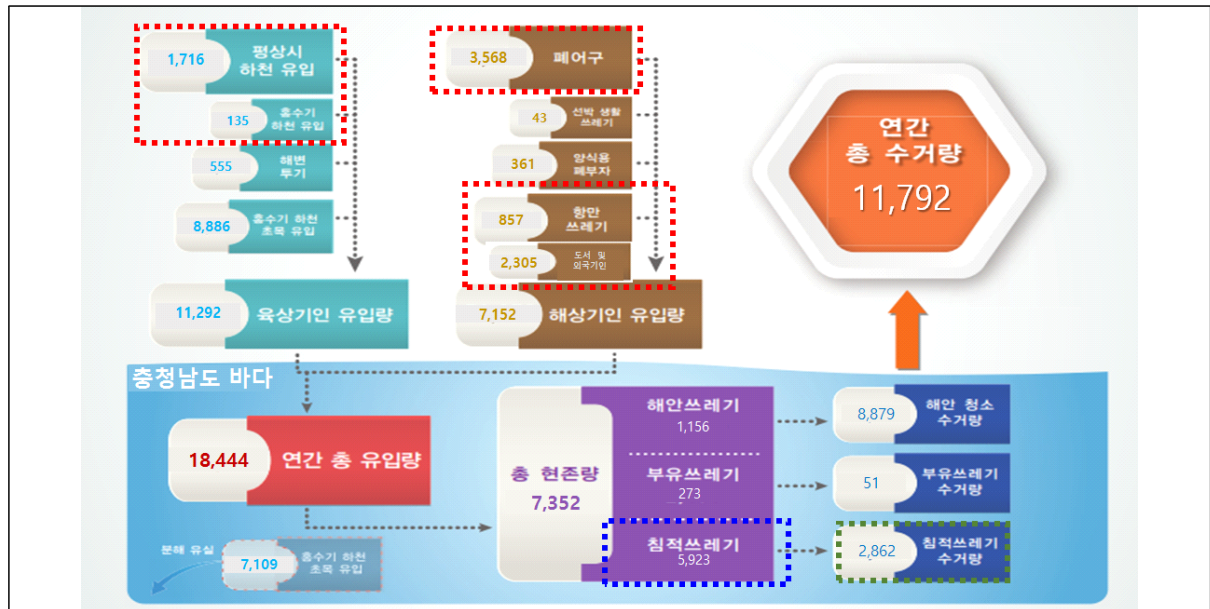 1,716
평상시
하천 유입
135
홍수기
하천 유입
555
해변
투기
8,886
홍수기 하천
초목 유입
11,292
육상기인 유입량
3,568
폐어구
43
선박 생활
쓰레기
361
양식용
폐부자
857
항만
쓰레기
2,305
도서 및
외국기인
7,152
해상기인 유입량
연간
총 수거량
11,792
충청남도 바다
18,444
연간 총 유입량
분해 유실
7,109
홍수기 하천
초목 유입
총 현존량
7,352
해안쓰레기
1,156
부유쓰레기
273
침적쓰레기
5,923
8,879
해안 청소
수거량
51
부유쓰레기
수거량
2,862
침적쓰레기
수거량